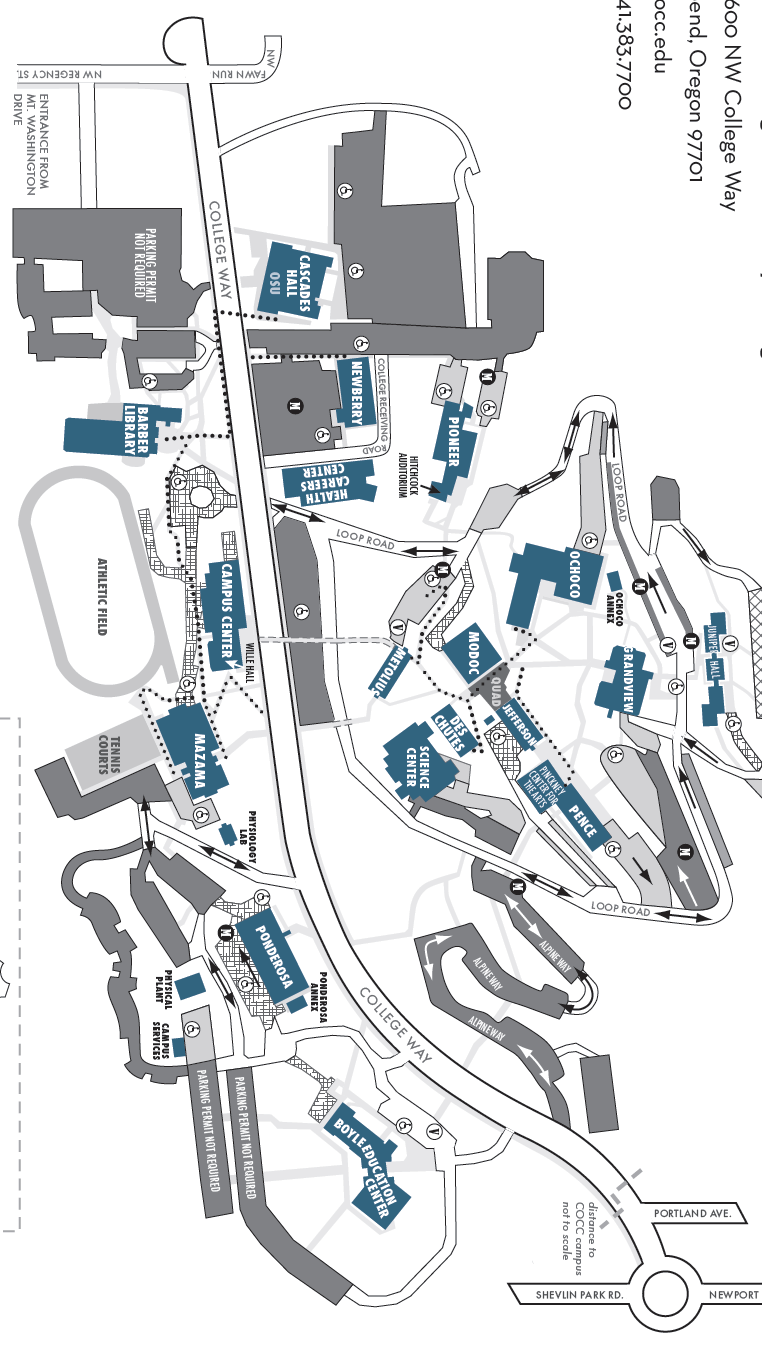 600 NW College Way
end, Oregon 97701
occ.edu
41.383.7700
NW
FAWN RUN
NW REGENCY ST.
ENTRANCE FROM
MT. WASHINGTON
DRIVE
PARKING PERMIT
NOT REQUIRED
COLLEGE WAY
CASCADES
HALL
OSU
NEWBERRY
COLLEGE RECEIVING
ROAD
M
M
PIONEER
HITCHCOCK
AUDITORIUM
BARBER
LIBRARY
HEALTH
CAREERS
CENTER
LOOP ROAD
LOOP ROAD
OCHOCO
OCHOCO
ANNEX
M
M
M
V
V
V
JUNIPER HALL
GRANDVIEW
ATHLETIC FIELD
CAMPUS CENTER
WILLE HALL
METOLIUS
MODOC
QUAD
JEFFERSON
DES
CHUTES
SCIENCE
CENTER
PINCKNEY
CENTER FOR
THE ARTS
PENCE
M
LOOP ROAD
TENNIS
COURTS
MAZAMA
PHYSIOLOGY
LAB
M
ALPINE WAY
ALPINE WAY
ALPINE WAY
PONDEROSA
M
PONDEROSA
ANNEX
PHYSICAL
PLANT
CAMPUS
SERVICES
COLLEGE WAY
PARKING PERMIT NOT REQUIRED
PARKING PERMIT NOT REQUIRED
V
BOYLE EDUCATION
CENTER
distance to
COCC campus
not to scale
PORTLAND AVE.
SHEVLIN PARK RD.
NEWPORT